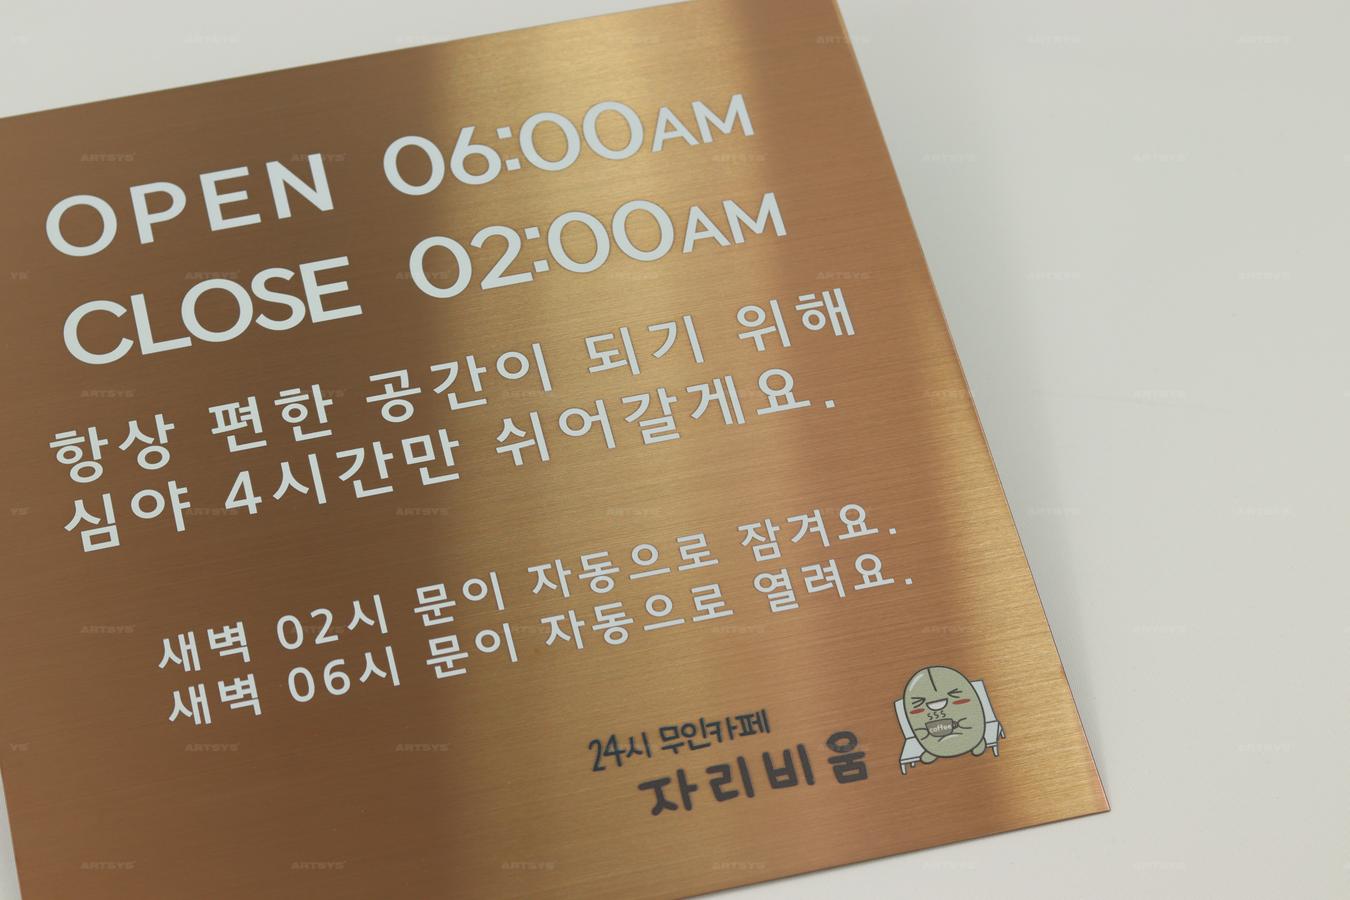 OPEN 06:00AM
CLOSE 02:00AM
항상 편한 공간이 되기 위해
심야 4시간만 쉬어갈게요.
새벽 02시 문이 자동으로 잠겨요.
새벽 06시 문이 자동으로 열려요.
24시 무인카페
자리비움
coffee
ARTSYS